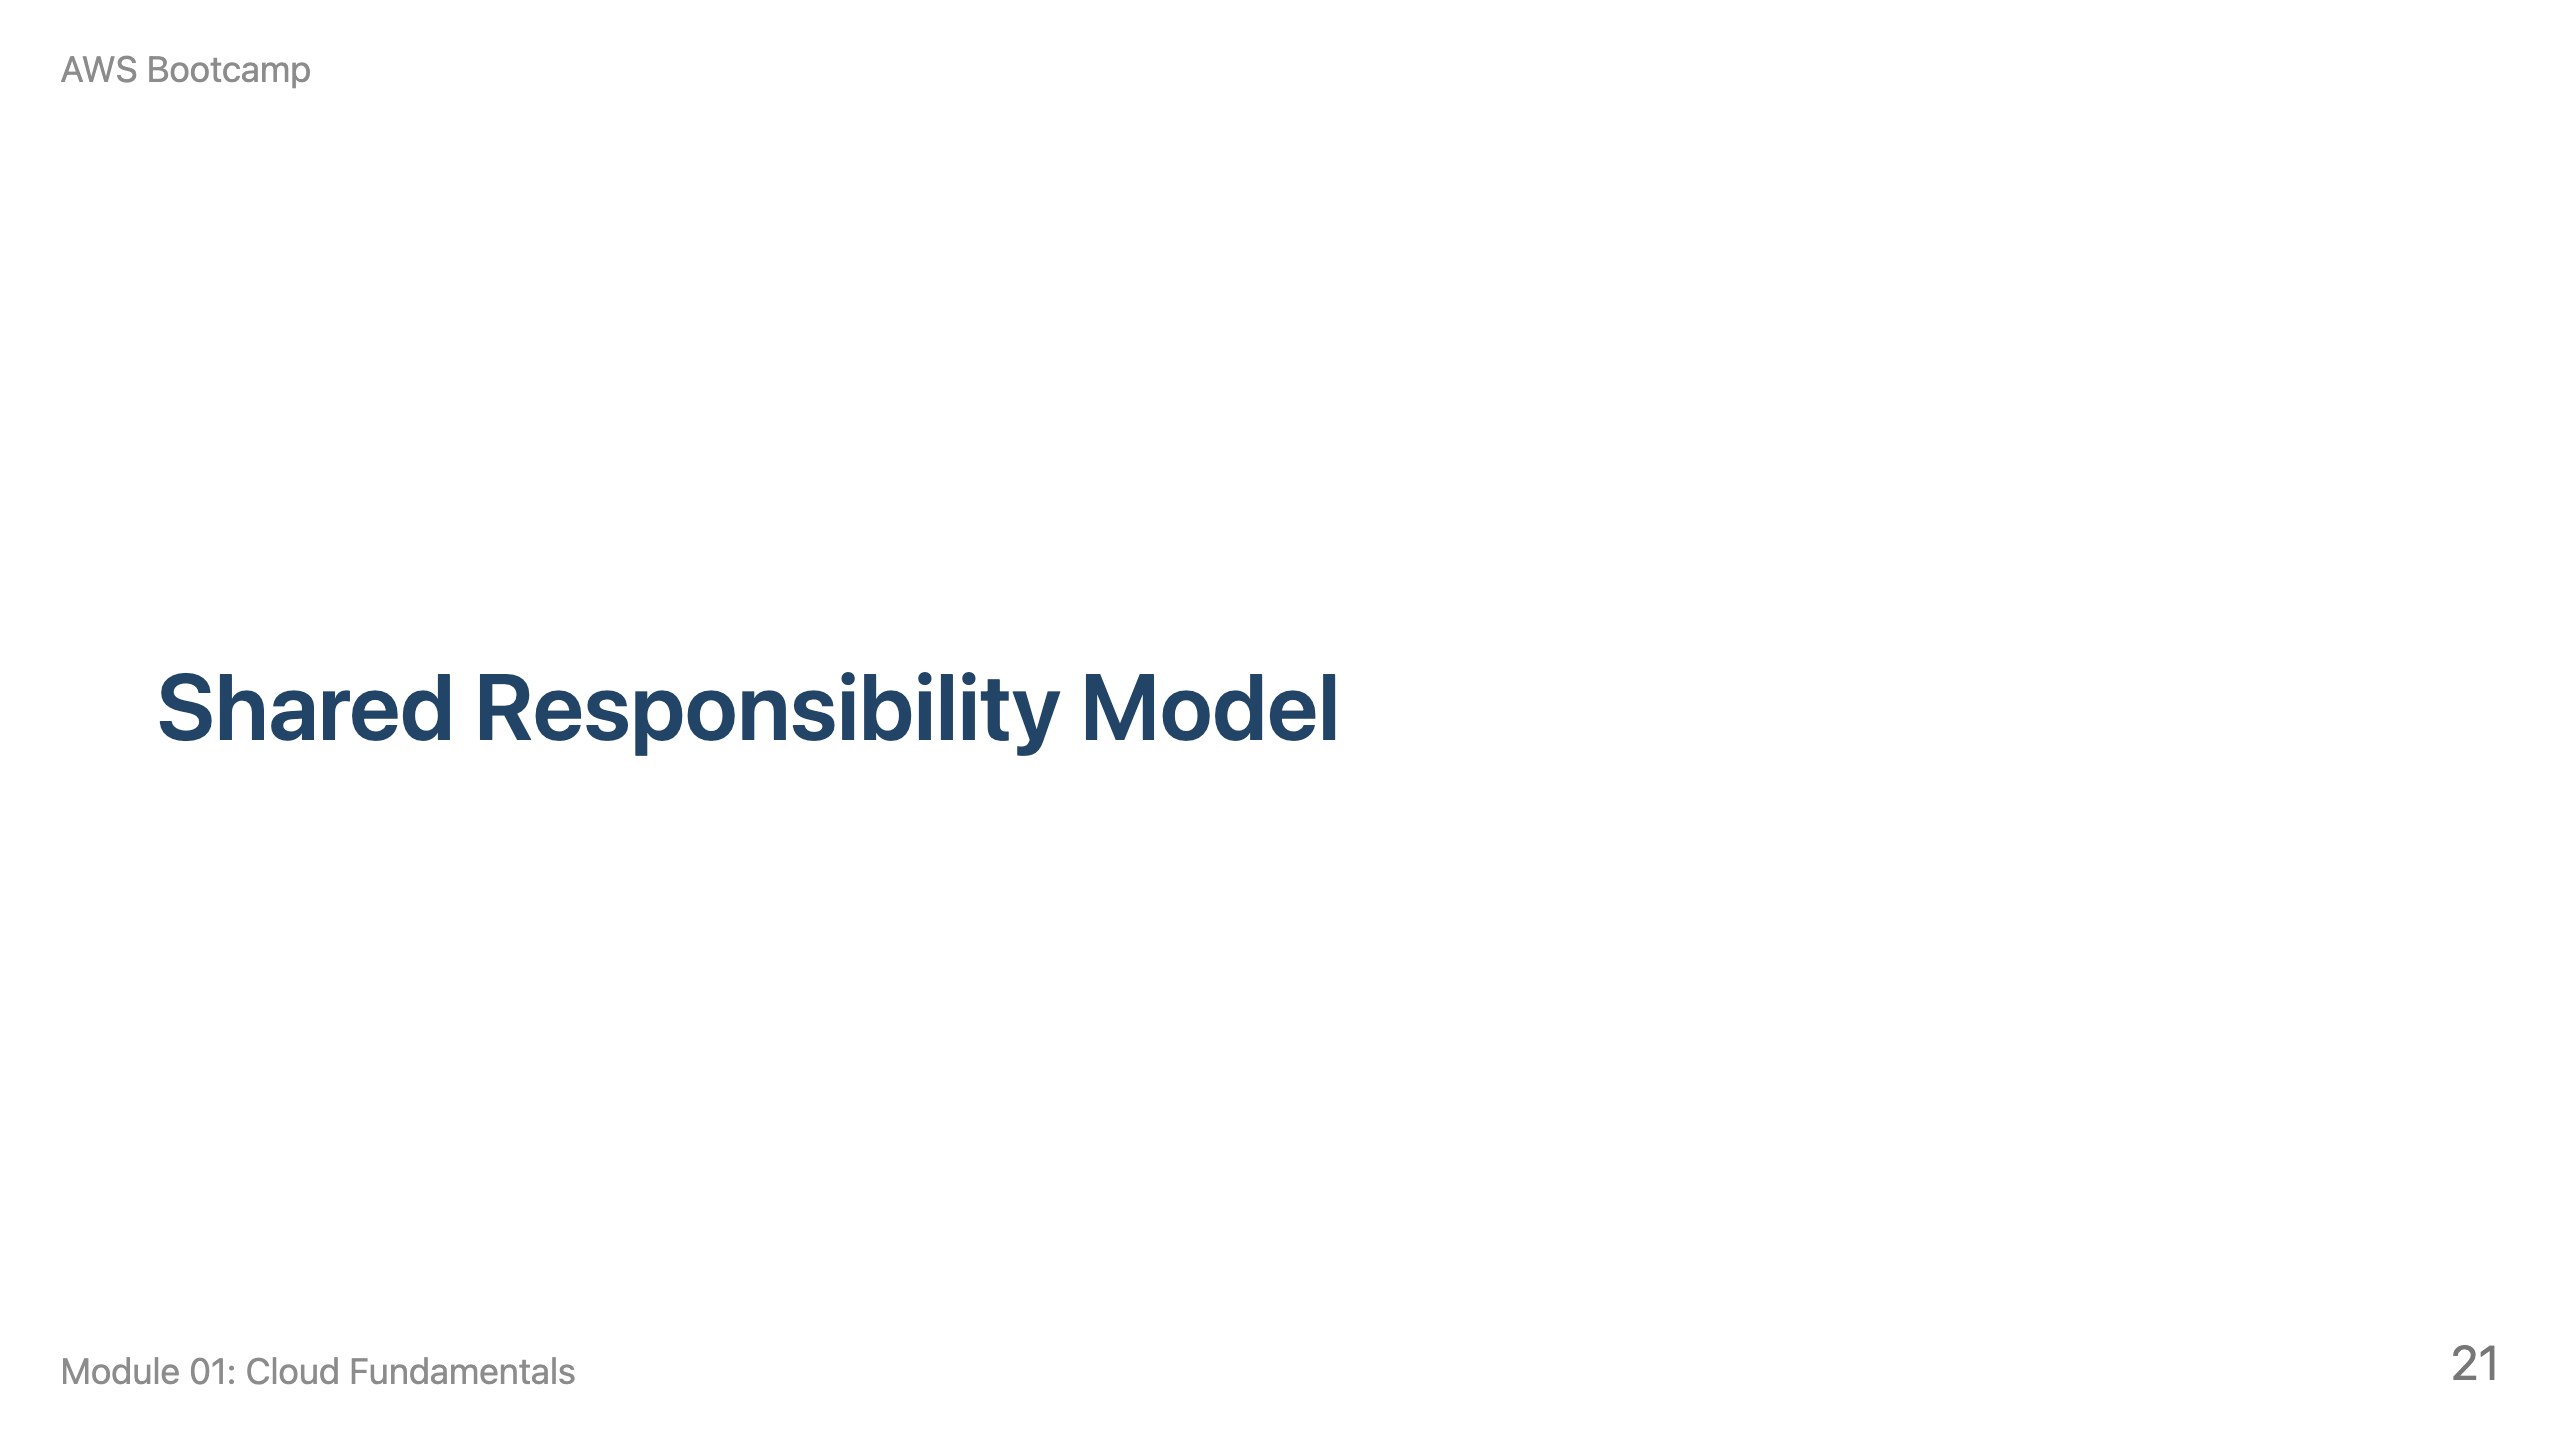 AWS Bootcamp
Shared Responsibility Model
Module 01: Cloud Fundamentals
21